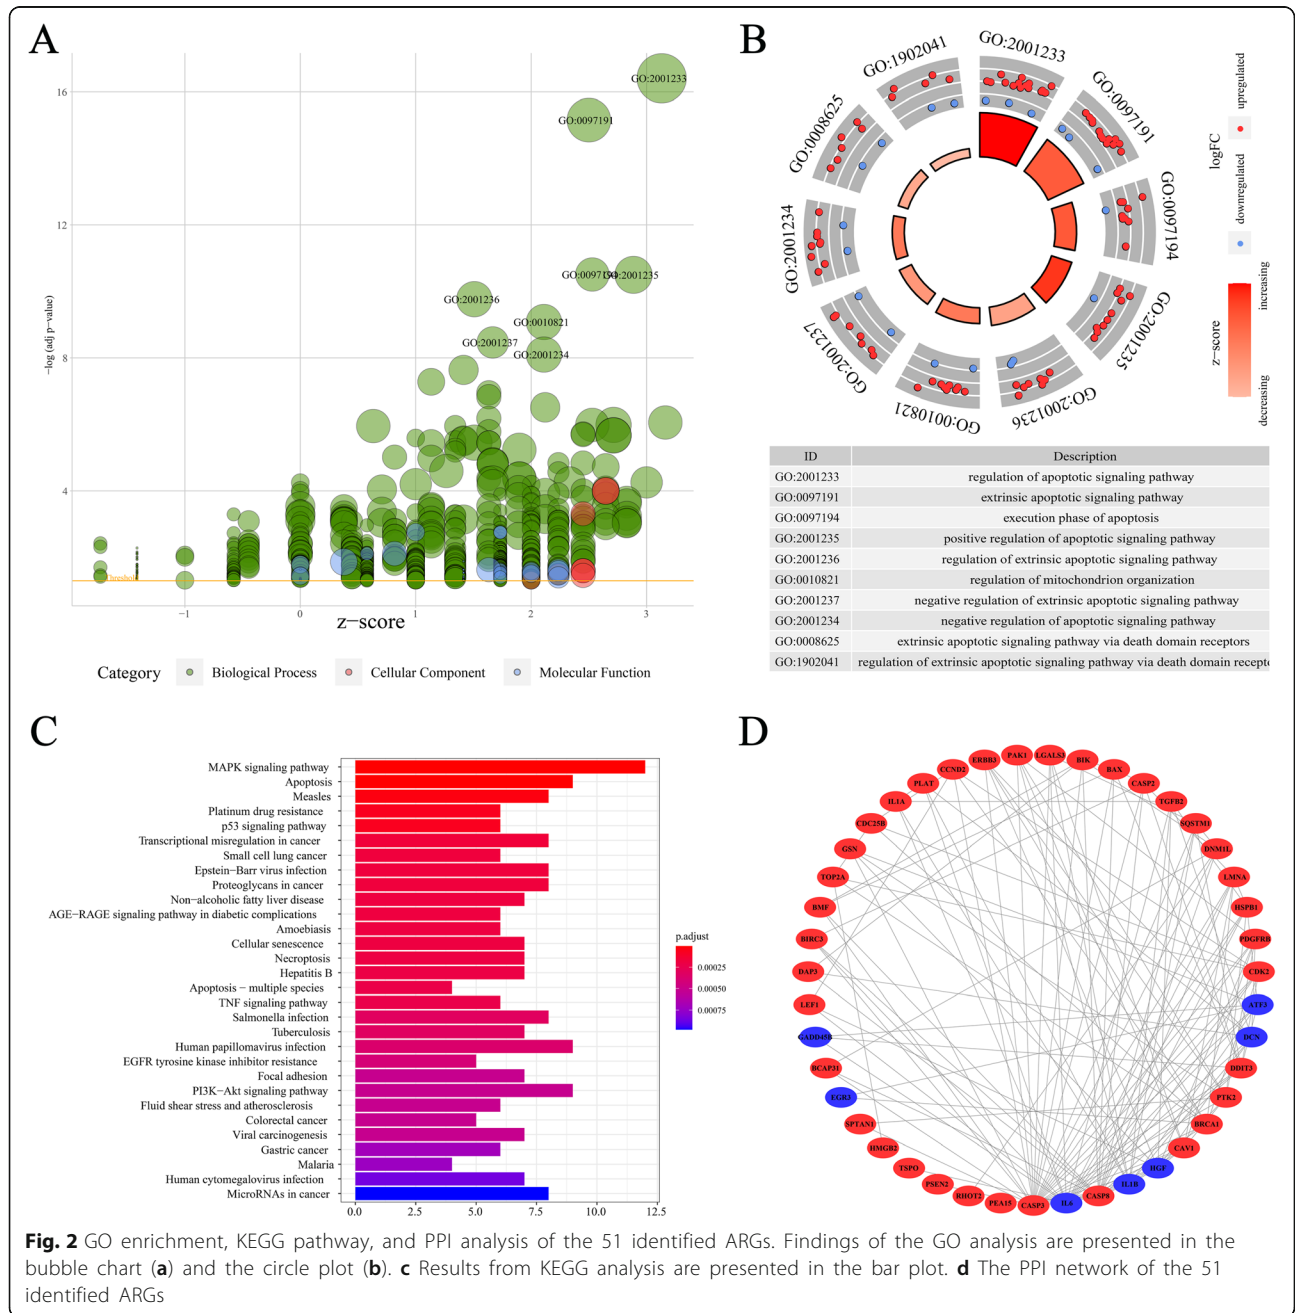 A
GO:2001233
GO:0097191
GO:0097194
GO:2001235
GO:2001236
GO:0010821
GO:2001237
GO:2001234
16
12
8
4
−log (adj p−value)
Threshold
−1
0
1
2
3
z−score
Category
Biological Process
Cellular Component
Molecular Function
B
GO:2001233
GO:0097191
GO:0097194
GO:2001235
GO:2001236
GO:0010821
GO:2001237
GO:2001234
GO:0008625
GO:1902041
logFC
upregulated
downregulated
z−score
increasing
decreasing
ID Description
GO:2001233 regulation of apoptotic signaling pathway
GO:0097191 extrinsic apoptotic signaling pathway
GO:0097194 execution phase of apoptosis
GO:2001235 positive regulation of apoptotic signaling pathway
GO:2001236 regulation of extrinsic apoptotic signaling pathway
GO:0010821 regulation of mitochondrion organization
GO:2001237 negative regulation of extrinsic apoptotic signaling pathway
GO:2001234 negative regulation of apoptotic signaling pathway
GO:0008625 extrinsic apoptotic signaling pathway via death domain receptors
GO:1902041 regulation of extrinsic apoptotic signaling pathway via death domain recepto
C
MAPK signaling pathway
Apoptosis
Measles
Platinum drug resistance
p53 signaling pathway
Transcriptional misregulation in cancer
Small cell lung cancer
Epstein−Barr virus infection
Proteoglycans in cancer
Non−alcoholic fatty liver disease
AGE−RAGE signaling pathway in diabetic complications
Amoebiasis
Cellular senescence
Necroptosis
Hepatitis B
Apoptosis − multiple species
TNF signaling pathway
Salmonella infection
Tuberculosis
Human papillomavirus infection
EGFR tyrosine kinase inhibitor resistance
Focal adhesion
PI3K−Akt signaling pathway
Fluid shear stress and atherosclerosis
Colorectal cancer
Viral carcinogenesis
Gastric cancer
Malaria
Human cytomegalovirus infection
MicroRNAs in cancer
0.0
2.5
5.0
7.5
10.0
12.5
p.adjust
0.00025
0.00050
0.00075
D
PAK1
LGALS3
BIK
BAX
CASP2
TGFB2
SQSTM1
DNM1L
LMNA
HSPB1
PDGFRB
CDK2
ATF3
DCN
DDIT3
PTK2
BRCA1
CAV1
HGF
IL1B
CASP8
IL6
CASP3
PEA15
RHOT2
PSEN2
TSPO
HMGB2
SPTAN1
EGR3
BCAP31
GADD45B
LEF1
DAP3
BIRC3
BMF
TOP2A
GSN
CDC25B
IL1A
PLAT
CCND2
ERBB3
Fig. 2 GO enrichment, KEGG pathway, and PPI analysis of the 51 identified ARGs. Findings of the GO analysis are presented in the
bubble chart (a) and the circle plot (b). c Results from KEGG analysis are presented in the bar plot. d The PPI network of the 51
identified ARGs